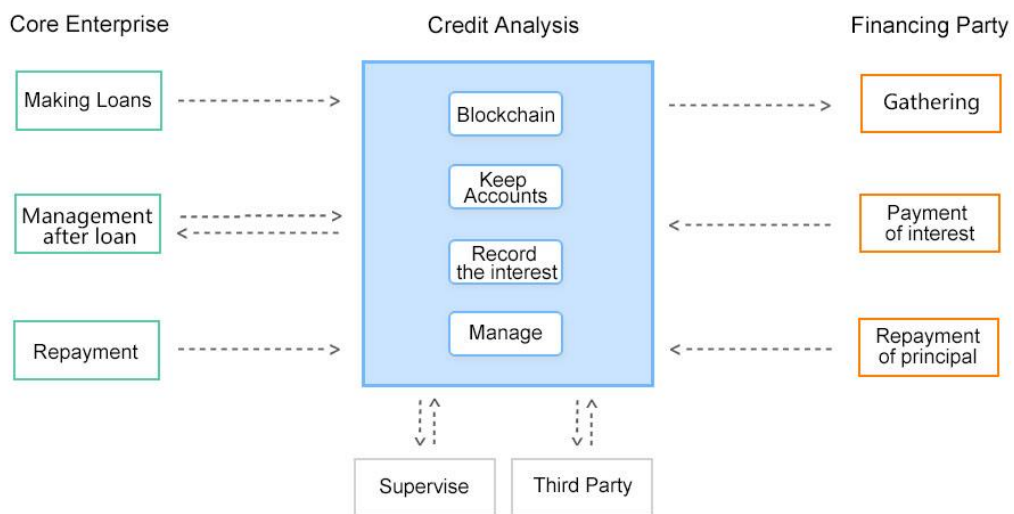 Core Enterprise
Credit Analysis
Financing Party
Making Loans
Blockchain
Gathering
Keep
Accounts
Management
after loan
Payment
of interest
Record
the interest
Repayment
Manage
Repayment
of principal
Supervise
Third Party